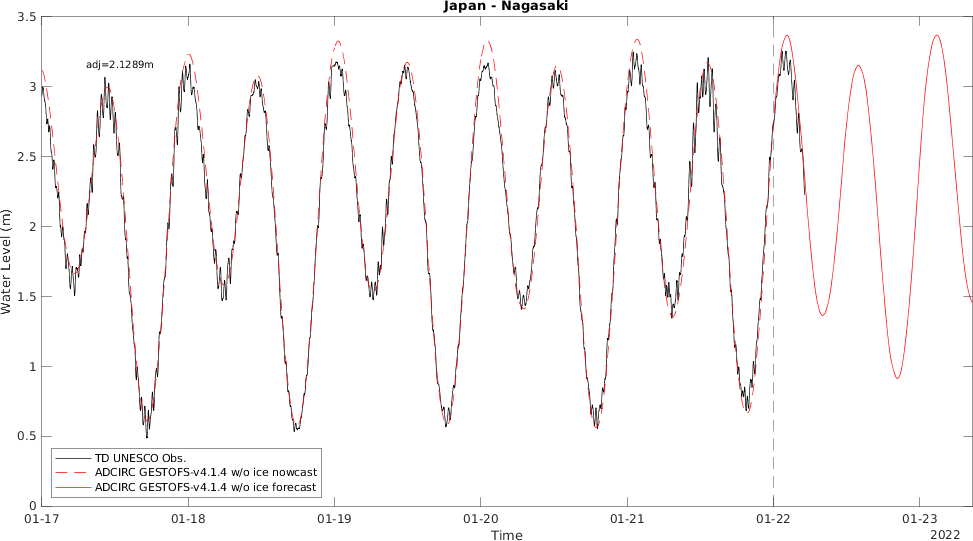 Japan - Nagasaki
3.5
3
2.5
2
1.5
1
0.5
0
Water Level (m)
adj=2.1289m
TD UNESCO Obs.
ADCIRC GESTOFS-v4.1.4 w/o ice nowcast
ADCIRC GESTOFS-v4.1.4 w/o ice forecast
01-17
01-18
01-19
01-20
01-21
01-22
01-23
Time
2022